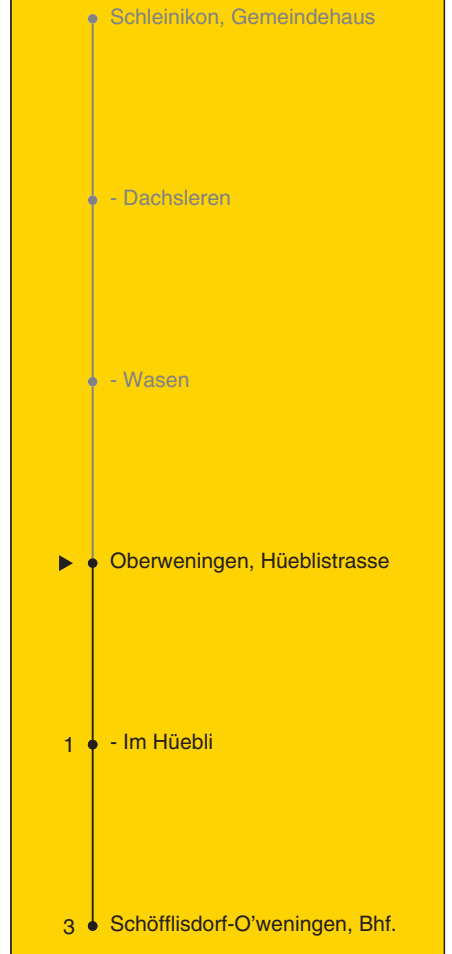 Schleinikon, Gemeindehaus
- Dachsleren
- Wasen
Oberweningen, Hüeblistrasse
1 - Im Hüebli
3 Schöfflisdorf-O'weningen, Bhf.